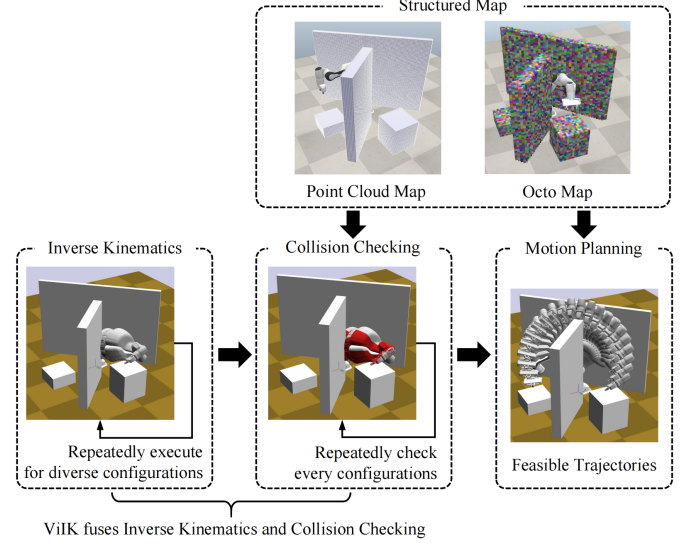 Structured Map
Point Cloud Map
Octo Map
Inverse Kinematics
Collision Checking
Motion Planning
Repeatedly execute
for diverse configurations
Repeatedly check
every configurations
Feasible Trajectories
ViIK fuses Inverse Kinematics and Collision Checking